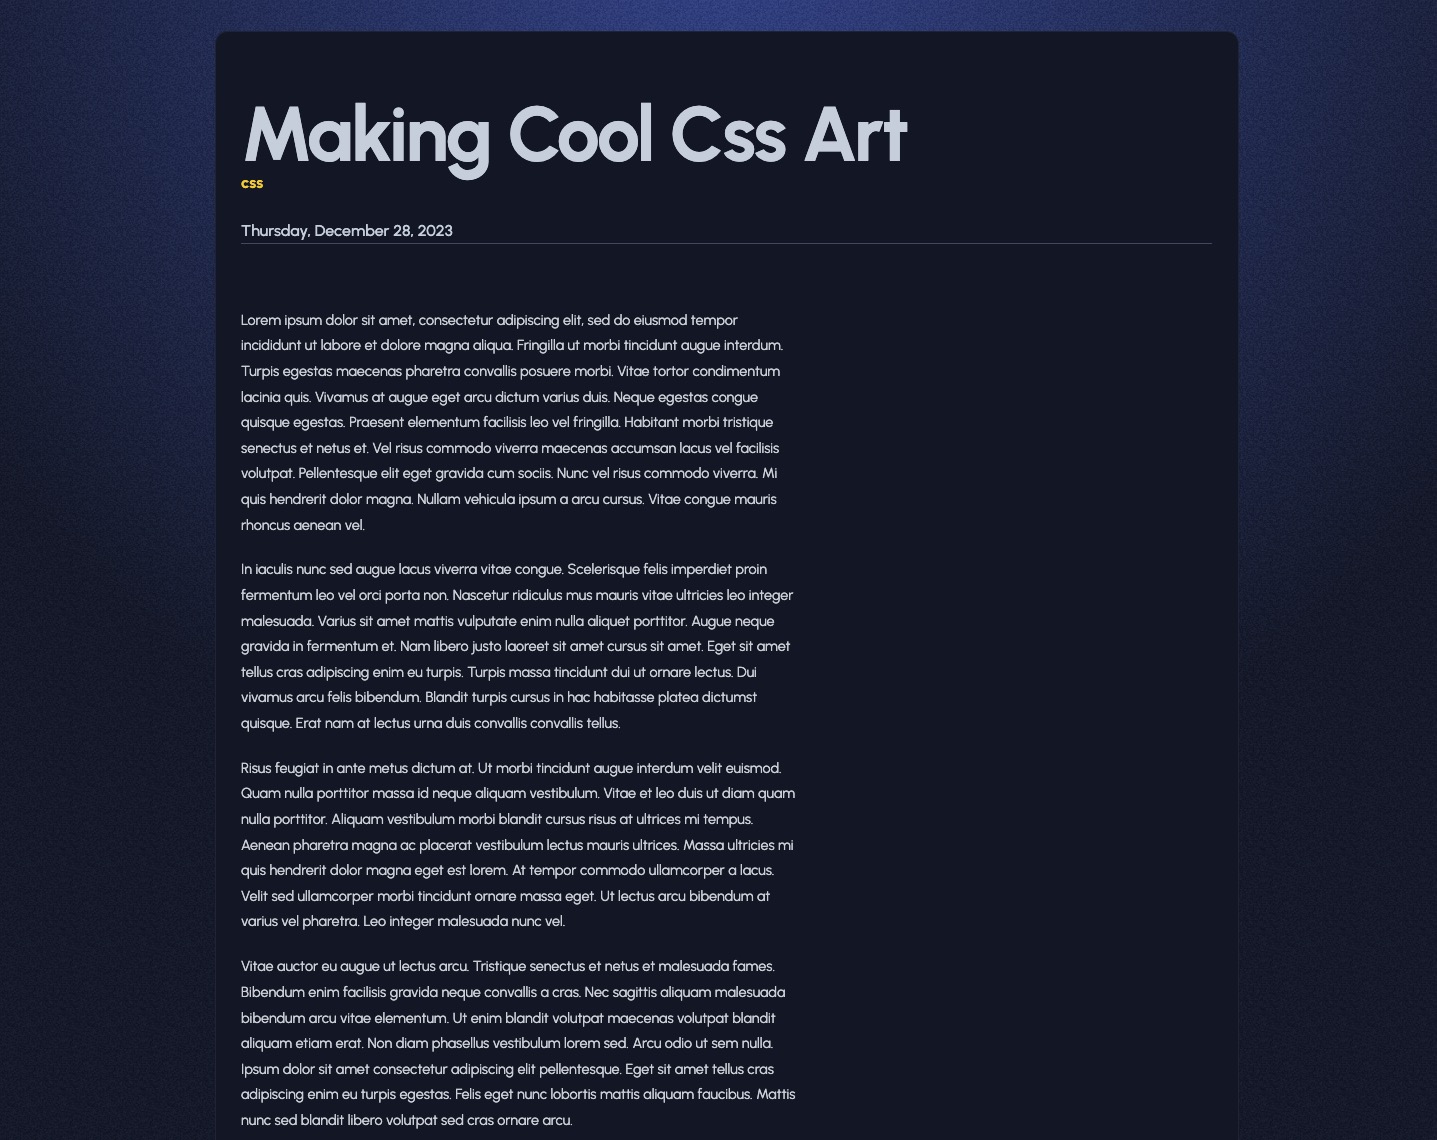 Making Cool Css Art
css
Thursday, December 28, 2023
Lorem ipsum dolor sit amet, consectetur adipiscing elit, sed do eiusmod tempor
incididunt ut labore et dolore magna aliqua. Fringilla ut morbi tincidunt augue interdum.
Turpis egestas maecenas pharetra convallis posuere morbi. Vitae tortor condimentum
lacinia quis. Vivamus at augue eget arcu dictum varius duis. Neque egestas congue
quisque egestas. Praesent elementum facilisis leo vel fringilla. Habitant morbi tristique
senectus et netus et. Vel risus commodo viverra maecenas accumsan lacus vel facilisis
volutpat. Pellentesque elit eget gravida cum sociis. Nunc vel risus commodo viverra. Mi
quis hendrerit dolor magna. Nullam vehicula ipsum a arcu cursus. Vitae congue mauris
rhoncus aenean vel.
In iaculis nunc sed augue lacus viverra vitae congue. Scelerisque felis imperdiet proin
fermentum leo vel orci porta non. Nascetur ridiculus mus mauris vitae ultricies leo integer
malesuada. Varius sit amet mattis vulputate enim nulla aliquet porttitor. Augue neque
gravida in fermentum et. Nam libero justo laoreet sit amet cursus sit amet. Eget sit amet
tellus cras adipiscing enim eu turpis. Turpis massa tincidunt dui ut ornare lectus. Dui
vivamus arcu felis bibendum. Blandit turpis cursus in hac habitasse platea dictumst
quisque. Erat nam at lectus urna duis convallis convallis tellus.
Risus feugiat in ante metus dictum at. Ut morbi tincidunt augue interdum velit euismod.
Quam nulla porttitor massa id neque aliquam vestibulum. Vitae et leo duis ut diam quam
nulla porttitor. Aliquam vestibulum morbi blandit cursus risus at ultrices mi tempus.
Aenean pharetra magna ac placerat vestibulum lectus mauris ultrices. Massa ultricies mi
quis hendrerit dolor magna eget est lorem. At tempor commodo ullamcorper a lacus.
Velit sed ullamcorper morbi tincidunt ornare massa eget. Ut lectus arcu bibendum at
varius vel pharetra. Leo integer malesuada nunc vel.
Vitae auctor eu augue ut lectus arcu. Tristique senectus et netus et malesuada fames.
Bibendum enim facilisis gravida neque convallis a cras. Nec sagittis aliquam malesuada
bibendum arcu vitae elementum. Ut enim blandit volutpat maecenas volutpat blandit
aliquam etiam erat. Non diam phasellus vestibulum lorem sed. Arcu odio ut sem nulla.
Ipsum dolor sit amet consectetur adipiscing elit pellentesque. Eget sit amet tellus cras
adipiscing enim eu turpis egestas. Felis eget nunc lobortis mattis aliquam faucibus. Mattis
nunc sed blandit libero volutpat sed cras ornare arcu.